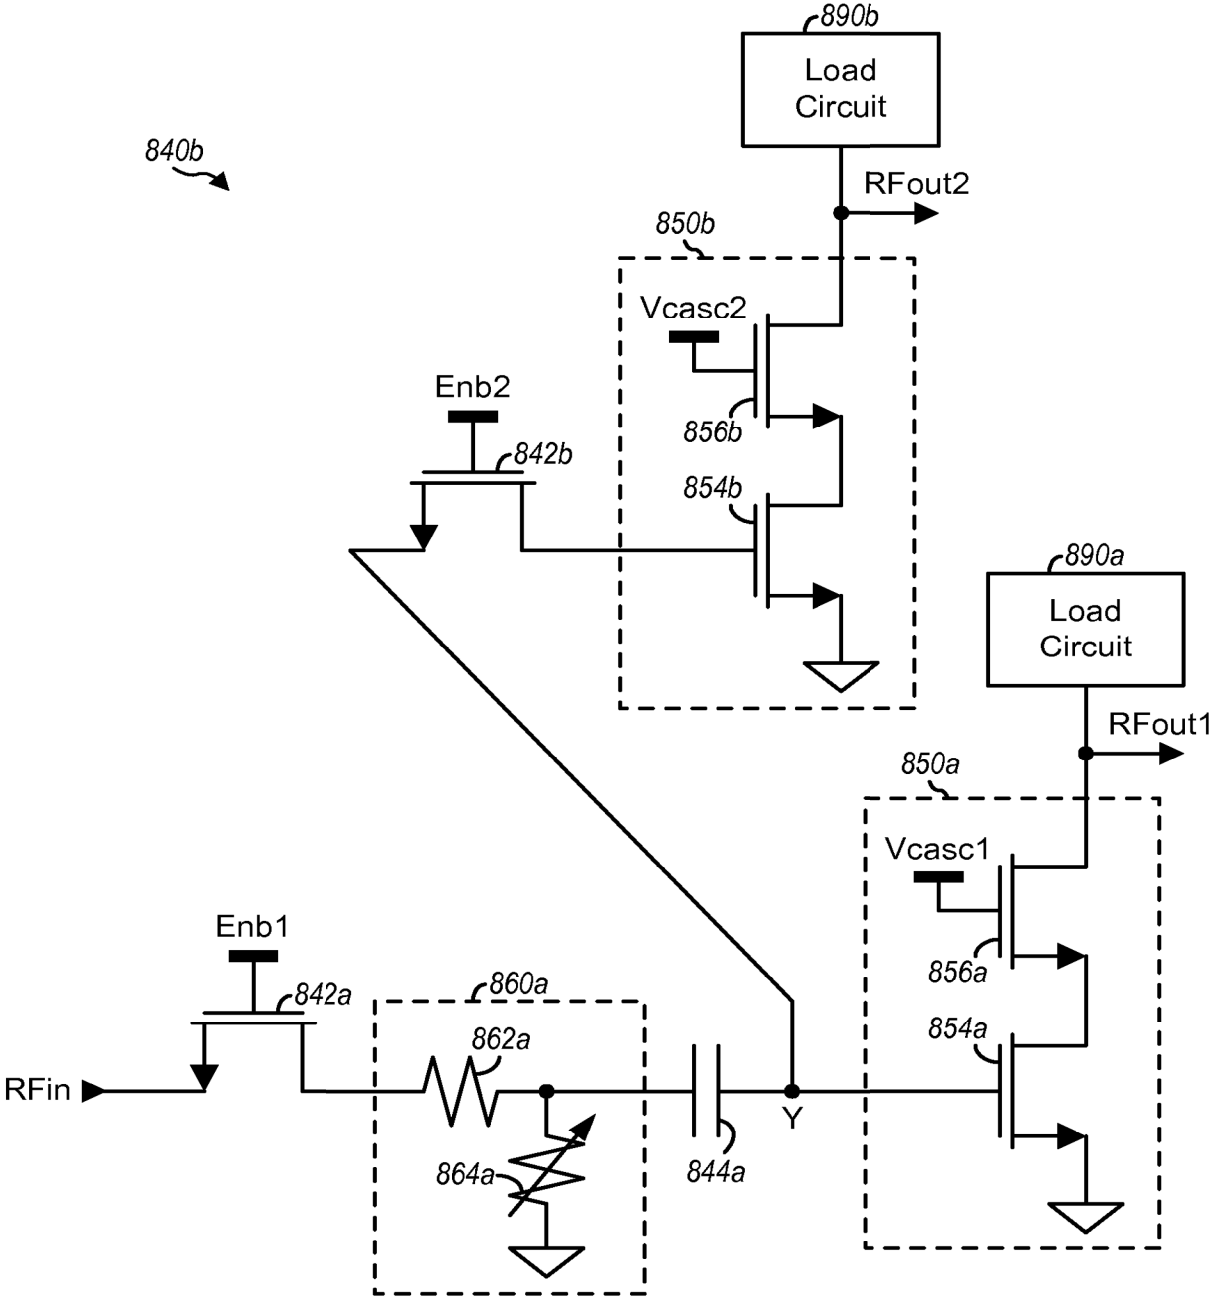 890b
Load
Circuit
840b
RFout2
850b
Vcasc2
Enb2
856b
842b
854b
890a
Load
Circuit
RFout1
850a
Vcasc1
Enb1
856a
860a
842a
854a
862a
RFin
Y
864a
844a